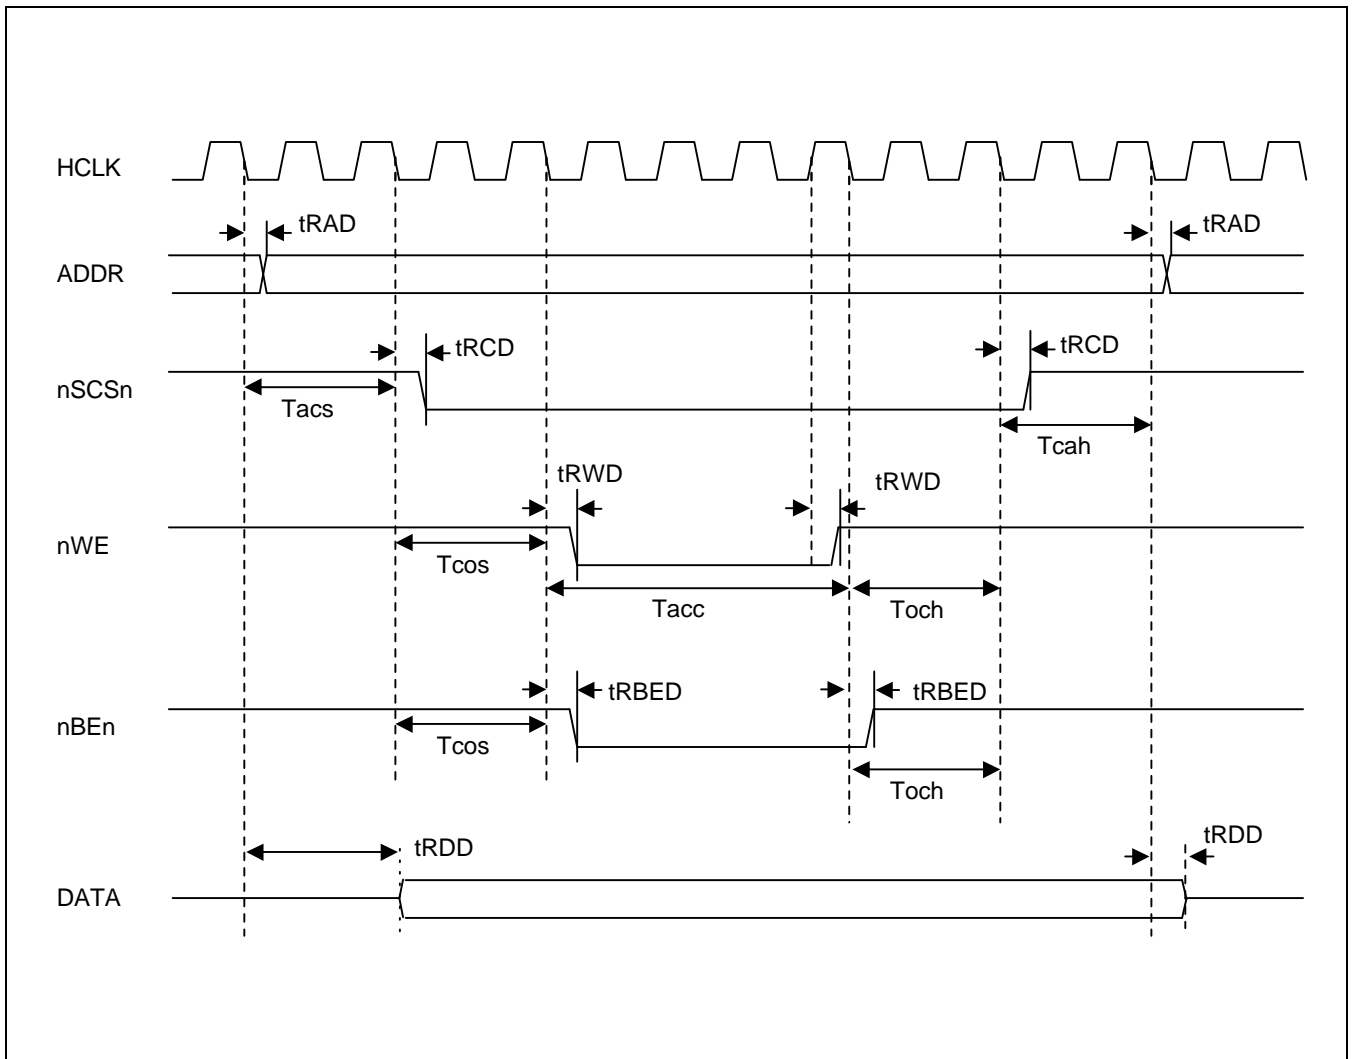 HCLK
tRAD
tRAD
ADDR
tRCD
tRCD
nSCSn
Tacs
Tcah
tRWD
tRWD
nWE
Tcos
Tacc
Toch
tRBED
tRBED
nBEn
Tcos
Toch
tRDD
tRDD
DATA